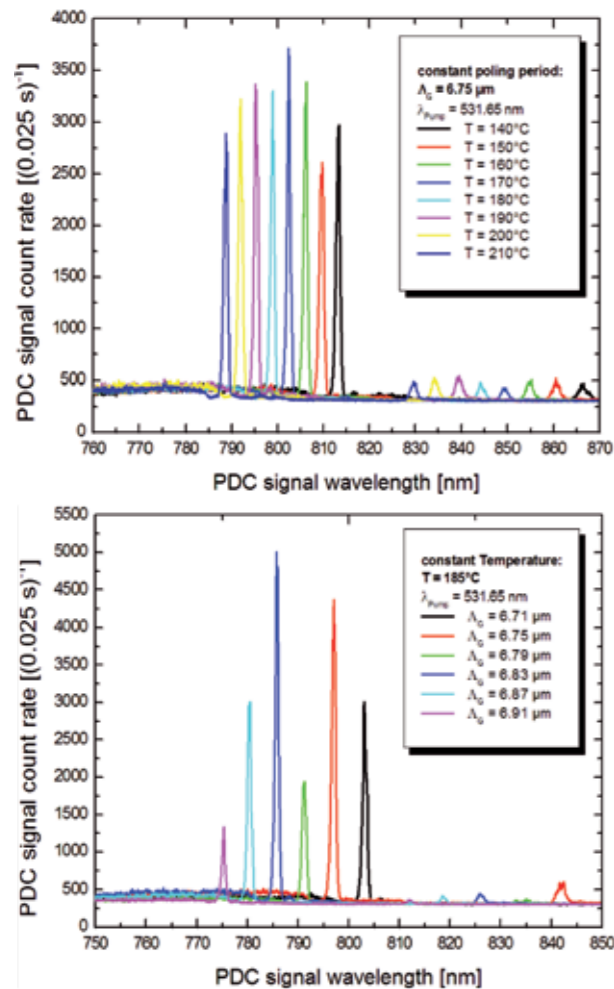 4000
3500
3000
2500
2000
1500
1000
500
0
PDC signal count rate [(0.025 s)⁻¹]
constant poling period:
Λ_G = 6.75 µm
λ_Pump = 531.65 nm
T = 140°C
T = 150°C
T = 160°C
T = 170°C
T = 180°C
T = 190°C
T = 200°C
T = 210°C
760 770 780 790 800 810 820 830 840 850 860 870
PDC signal wavelength [nm]
5500
5000
4500
4000
3500
3000
2500
2000
1500
1000
500
0
PDC signal count rate [(0.025 s)⁻¹]
constant Temperature:
T = 185°C
λ_Pump = 531.65 nm
Λ_G = 6.71 µm
Λ_G = 6.75 µm
Λ_G = 6.79 µm
Λ_G = 6.83 µm
Λ_G = 6.87 µm
Λ_G = 6.91 µm
750 760 770 780 790 800 810 820 830 840 850
PDC signal wavelength [nm]